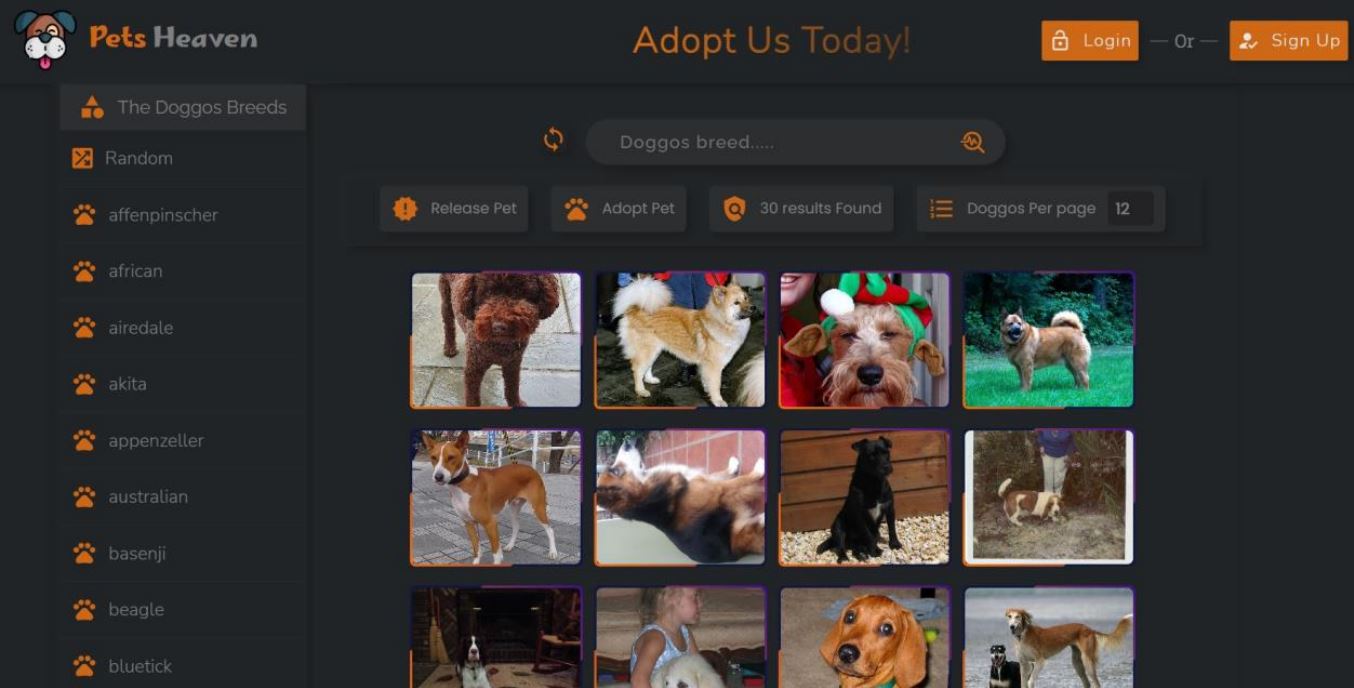 Pets Heaven
Adopt Us Today!
Login
Or
Sign Up
The Doggos Breeds
Random
affenpinscher
african
airedale
akita
appenzeller
australian
basenji
beagle
bluetick
Doggos breed.....
Release Pet
Adopt Pet
30 results Found
Doggos Per page 12